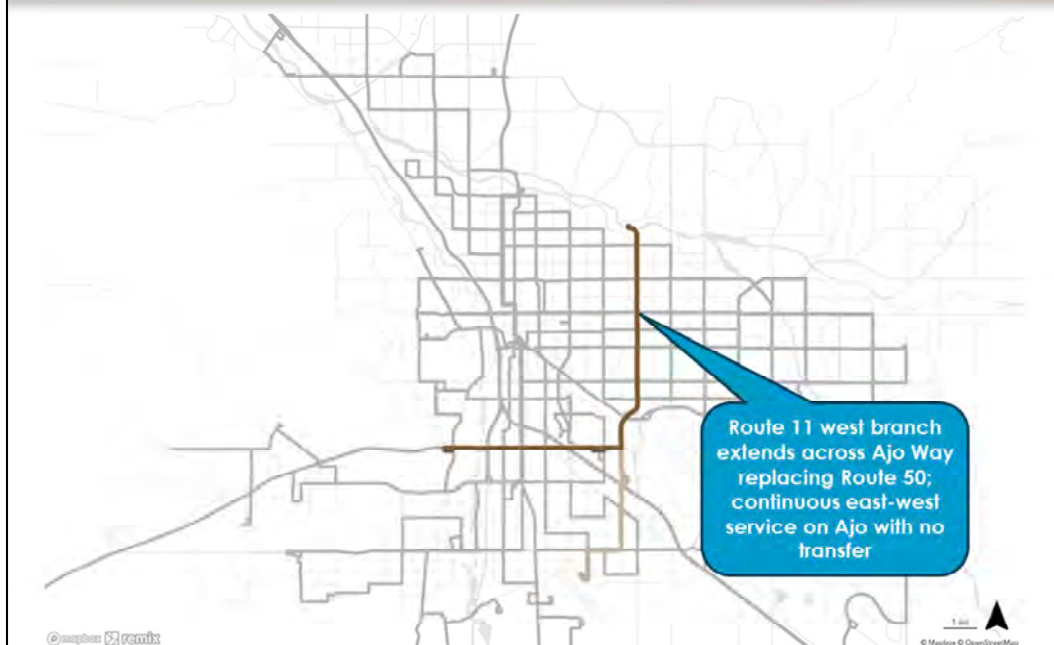 Route 11 west branch
extends across Ajo Way
replacing Route 50;
continuous east-west
service on Ajo with no
transfer
1 mi
mapbox remix
© Mapbox © OpenStreetMap